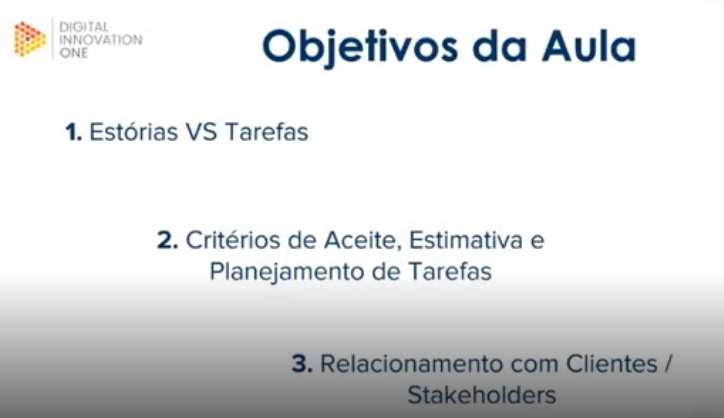 DIGITAL
INNOVATION
ONE
Objetivos da Aula
1. Estórias VS Tarefas
2. Critérios de Aceite, Estimativa e
Planejamento de Tarefas
3. Relacionamento com Clientes /
Stakeholders